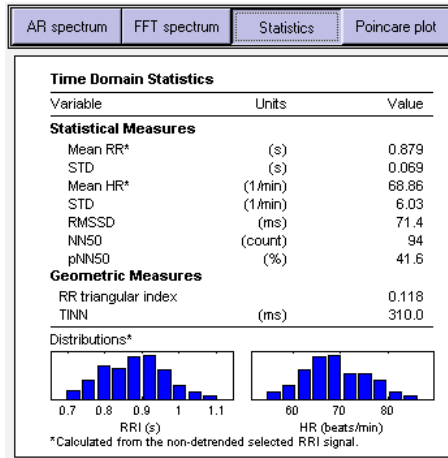 AR spectrum FFT spectrum Statistics Poincare plot
Time Domain Statistics
Variable Units Value
Statistical Measures
Mean RR* (s) 0.879
STD (s) 0.069
Mean HR* (1/min) 68.86
STD (1/min) 6.03
RMSSD (ms) 71.4
NN50 (count) 94
pNN50 (%) 41.6
Geometric Measures
RR triangular index 0.118
TINN (ms) 310.0
Distributions*
0.7 0.8 0.9 1 1.1 60 70 80
RRI (s) HR (beats/min)
*Calculated from the non-detrended selected RRI signal.